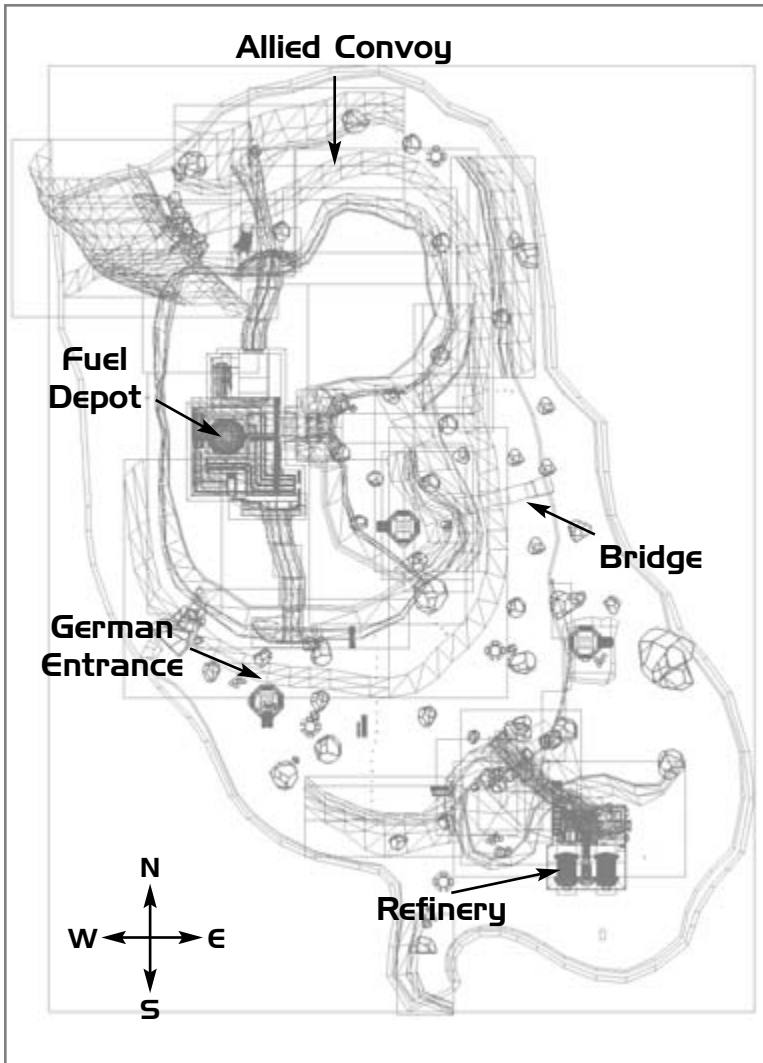 Allied Convoy
Fuel
Depot
Bridge
German
Entrance
Refinery
N
W
E
S